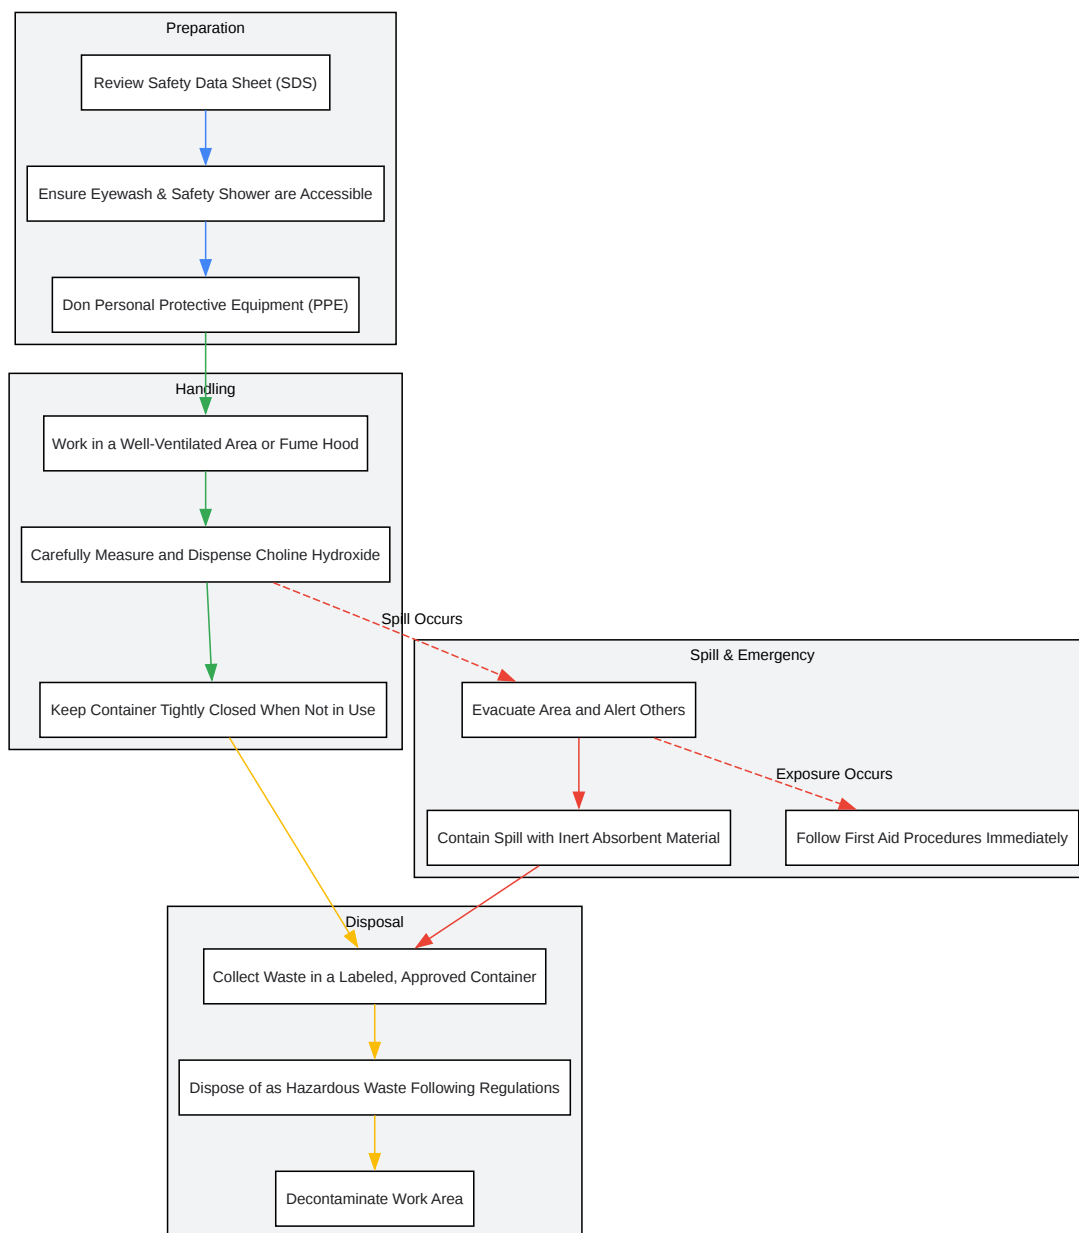 Preparation
Review Safety Data Sheet (SDS)
Ensure Eyewash & Safety Shower are Accessible
Don Personal Protective Equipment (PPE)
Handling
Work in a Well-Ventilated Area or Fume Hood
Carefully Measure and Dispense Choline Hydroxide
Spill Occurs
Keep Container Tightly Closed When Not in Use
Spill & Emergency
Evacuate Area and Alert Others
Exposure Occurs
Contain Spill with Inert Absorbent Material
Follow First Aid Procedures Immediately
Disposal
Collect Waste in a Labeled, Approved Container
Dispose of as Hazardous Waste Following Regulations
Decontaminate Work Area